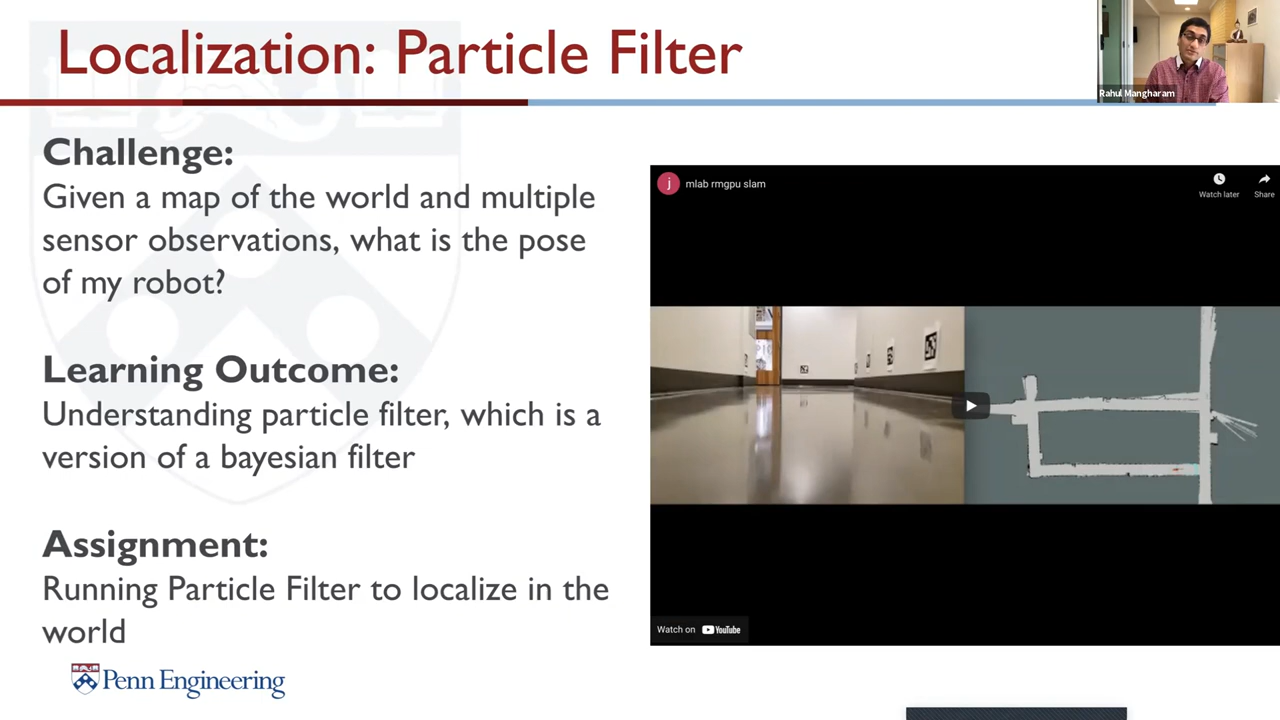 Localization: Particle Filter
Rahul Mangharam
Challenge:
Given a map of the world and multiple
sensor observations, what is the pose
of my robot?
Learning Outcome:
Understanding particle filter, which is a
version of a bayesian filter
Assignment:
Running Particle Filter to localize in the
world
Penn Engineering
j
mlab rmgpu slam
Watch later
Share
Watch on YouTube